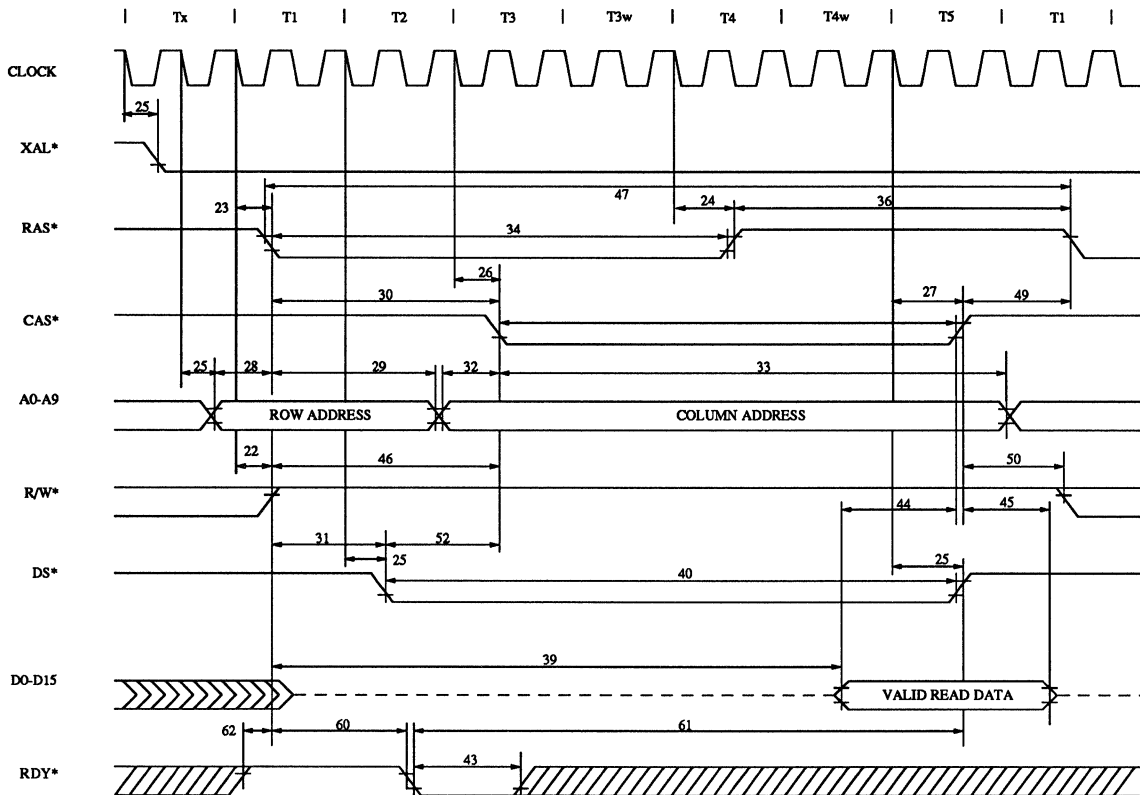 Tx T1 T2 T3 T3w T4 T4w T5 T1
CLOCK
25
XAL*
47
23 24 36
RAS*
34
26
30 27 49
CAS*
25 28 29 32 33
A0-A9
ROW ADDRESS COLUMN ADDRESS
22 46 50
R/W*
44 45
31 52
25 25
DS*
40
39
D0-D15
VALID READ DATA
62 60 61
43
RDY*